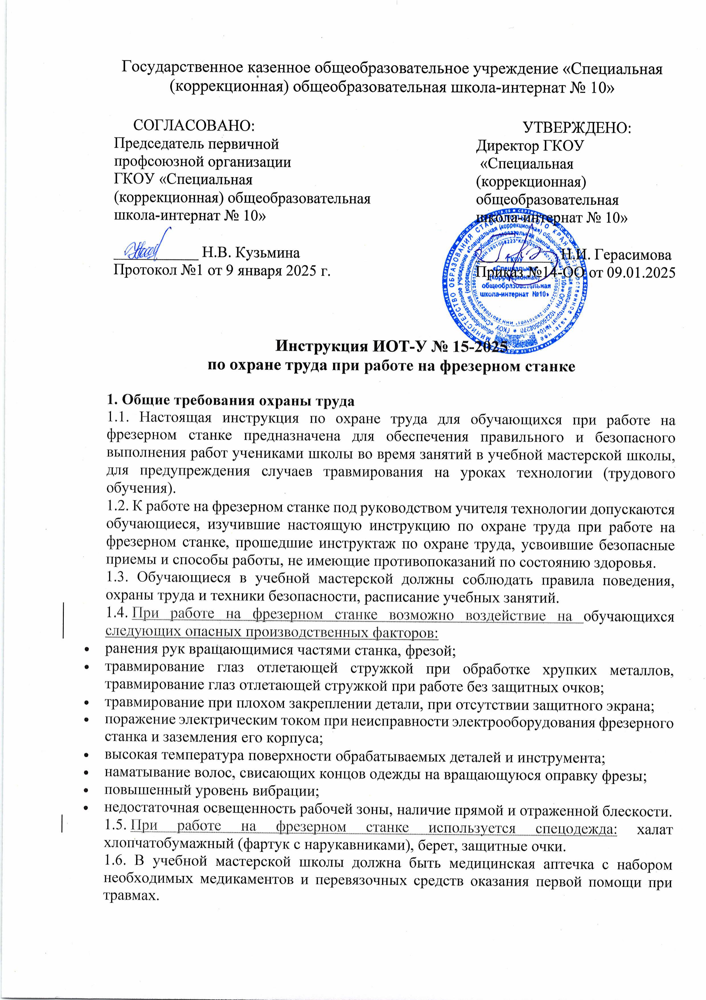 Государственное казенное общеобразовательное учреждение «Специальная
(коррекционная) общеобразовательная школа-интернат № 10»
СОГЛАСОВАНО:
Председатель первичной
профсоюзной организации
ГКОУ «Специальная
(коррекционная) общеобразовательная
школа-интернат № 10»
Н.В. Кузьмина
Протокол №1 от 9 января 2025 г.
УТВЕРЖДЕНО:
Директор ГКОУ
«Специальная
(коррекционная)
общеобразовательная
школа-интернат № 10»
Н.И. Герасимова
Приказ №14-ОО от 09.01.2025
МИНИСТЕРСТВО ОБРАЗОВАНИЯ СТАВРОПОЛЬСКОГО КРАЯ
ГКОУ
«Специальная
(коррекционная)
общеобразовательная
школа-интернат №10»
Инструкция ИОТ-У № 15-2025
по охране труда при работе на фрезерном станке
1. Общие требования охраны труда
1.1. Настоящая инструкция по охране труда для обучающихся при работе на
фрезерном станке предназначена для обеспечения правильного и безопасного
выполнения работ учениками школы во время занятий в учебной мастерской школы,
для предупреждения случаев травмирования на уроках технологии (трудового
обучения).
1.2. К работе на фрезерном станке под руководством учителя технологии допускаются
обучающиеся, изучившие настоящую инструкцию по охране труда при работе на
фрезерном станке, прошедшие инструктаж по охране труда, усвоившие безопасные
приемы и способы работы, не имеющие противопоказаний по состоянию здоровья.
1.3. Обучающиеся в учебной мастерской должны соблюдать правила поведения,
охраны труда и техники безопасности, расписание учебных занятий.
1.4. При работе на фрезерном станке возможно воздействие на обучающихся
следующих опасных производственных факторов:
• ранения рук вращающимися частями станка, фрезой;
• травмирование глаз отлетающей стружкой при обработке хрупких металлов,
травмирование глаз отлетающей стружкой при работе без защитных очков;
• травмирование при плохом закреплении детали, при отсутствии защитного экрана;
• поражение электрическим током при неисправности электрооборудования фрезерного
станка и заземления его корпуса;
• высокая температура поверхности обрабатываемых деталей и инструмента;
• наматывание волос, свисающих концов одежды на вращающуюся оправку фрезы;
• повышенный уровень вибрации;
• недостаточная освещенность рабочей зоны, наличие прямой и отраженной блескости.
1.5. При работе на фрезерном станке используется спецодежда: халат
хлопчатобумажный (фартук с нарукавниками), берет, защитные очки.
1.6. В учебной мастерской школы должна быть медицинская аптечка с набором
необходимых медикаментов и перевязочных средств оказания первой помощи при
травмах.